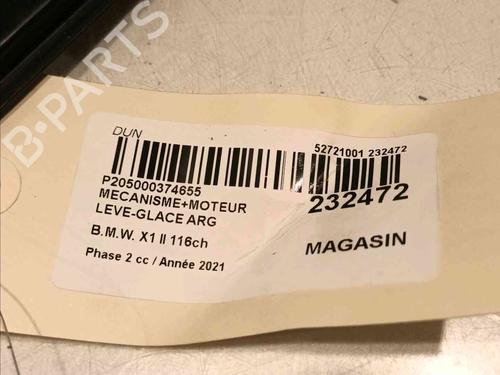 B-PARTS
DUN
52721001 232472
P205000374655
232472
MECANISME+MOTEUR
LEVE-GLACE ARG
B.M.W. X1 II 116ch
MAGASIN
Phase 2 cc / Année 2021